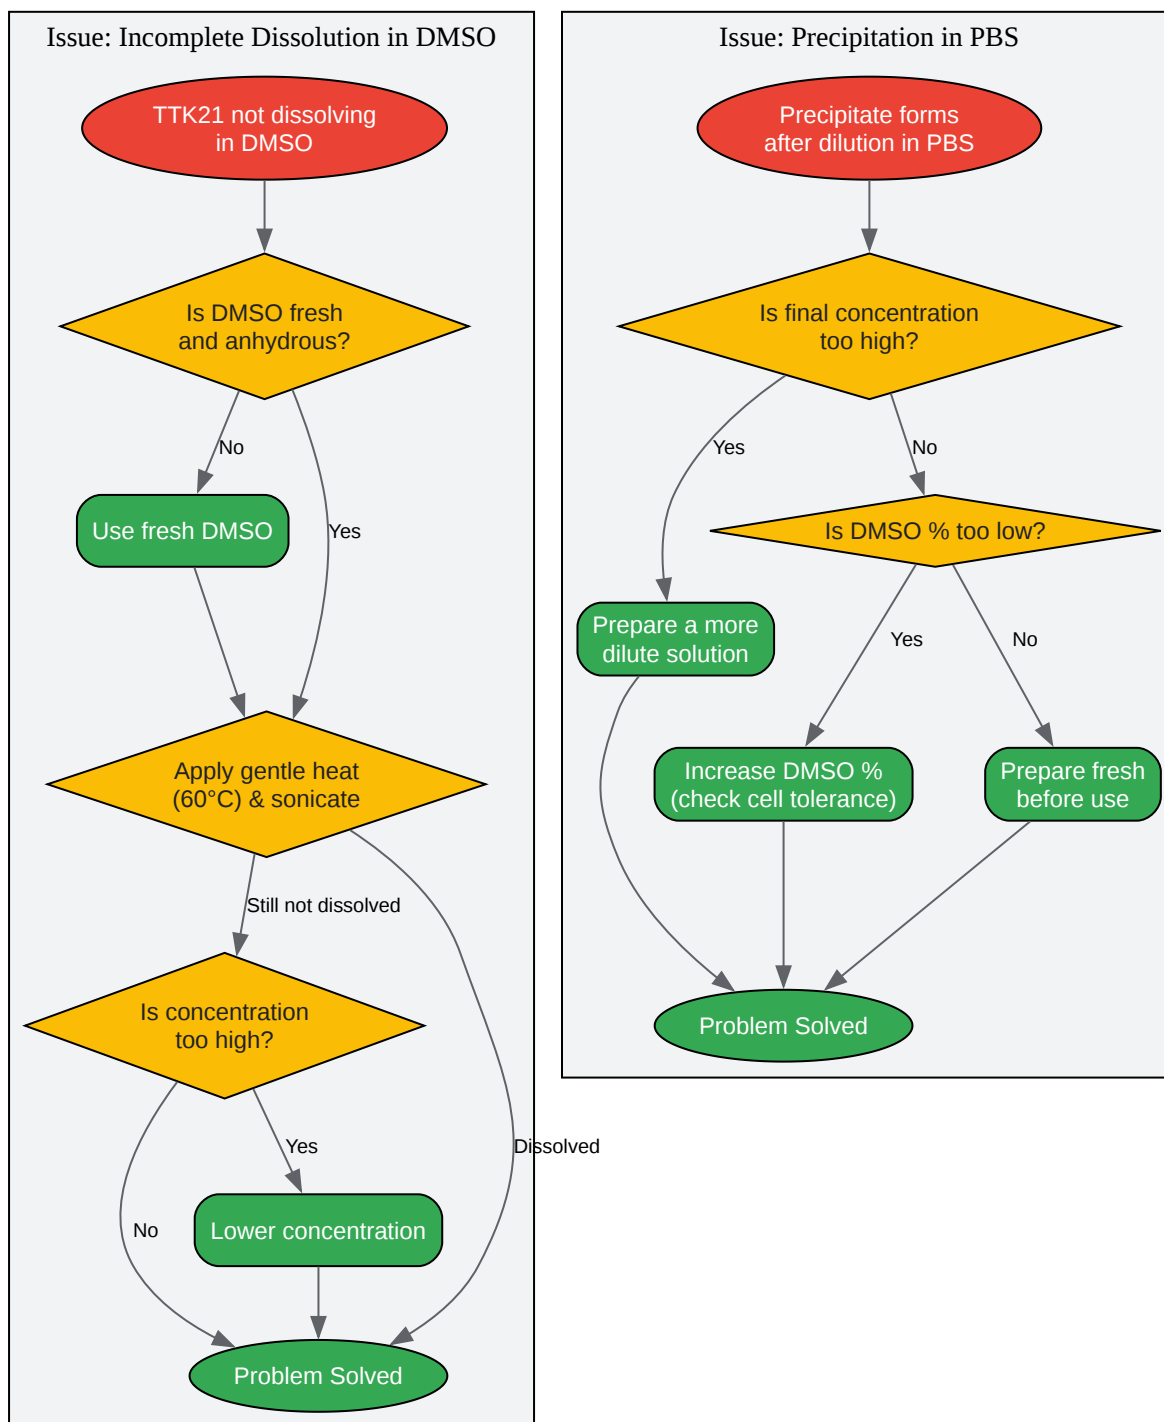 Issue: Incomplete Dissolution in DMSO
TTK21 not dissolving
in DMSO
Is DMSO fresh
and anhydrous?
No
Use fresh DMSO
Yes
Apply gentle heat
(60°C) & sonicate
Still not dissolved
Is concentration
too high?
Yes
Dissolved
No
Lower concentration
Problem Solved
Issue: Precipitation in PBS
Precipitate forms
after dilution in PBS
Is final concentration
too high?
Yes
No
Is DMSO % too low?
Prepare a more
dilute solution
Yes
No
Increase DMSO %
(check cell tolerance)
Prepare fresh
before use
Problem Solved